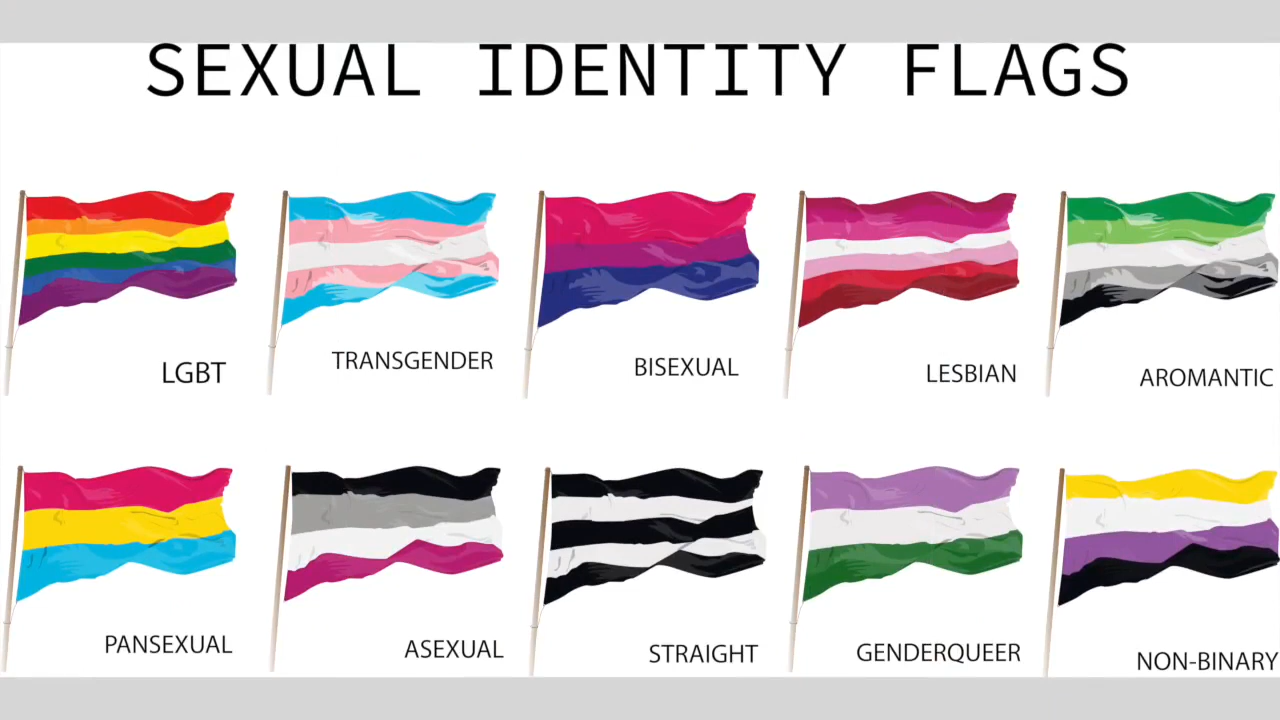 SEXUAL IDENTITY FLAGS
LGBT
TRANSGENDER
BISEXUAL
LESBIAN
AROMANTIC
PANSEXUAL
ASEXUAL
STRAIGHT
GENDERQUEER
NON-BINARY